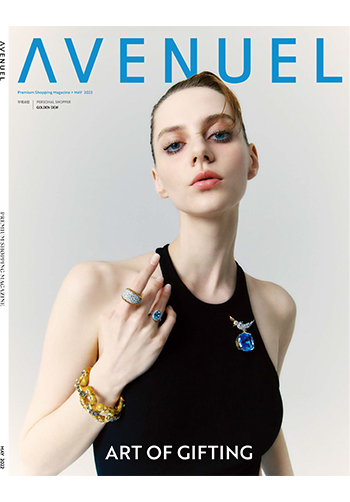 AVENUEL
Premium Shopping Magazine • MAY 2022
PERSONAL SHOPPER
GOLDEN DEW
ART OF GIFTING
AVENUEL
PREMIUM SHOPPING MAGAZINE
MAY 2022